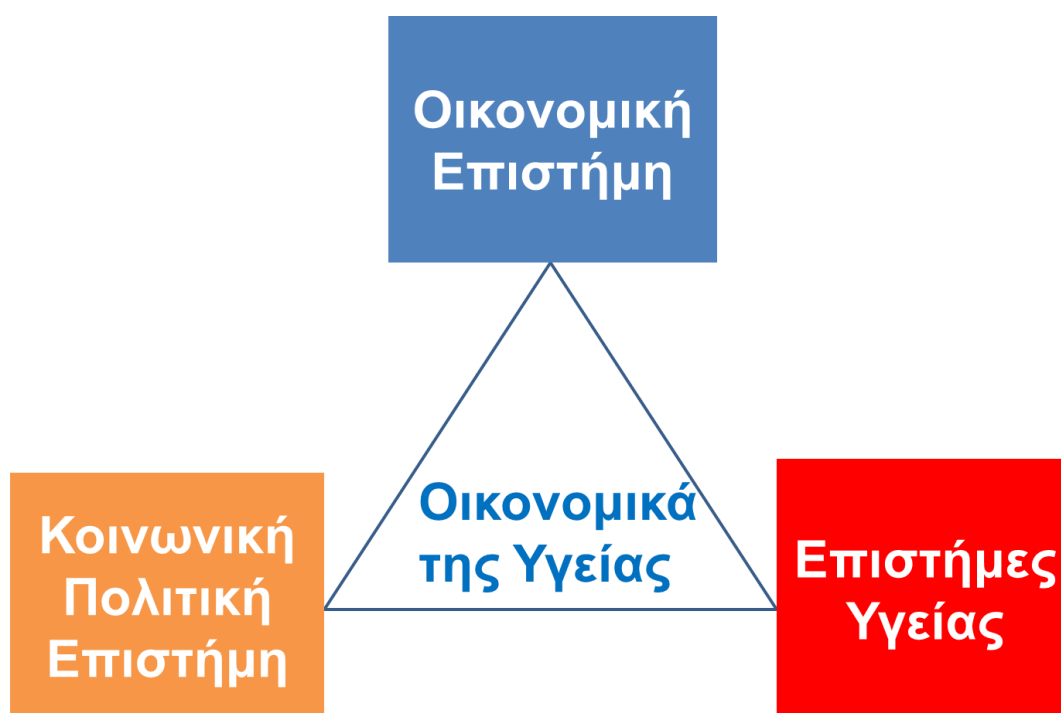 Οικονομική
Επιστήμη
Οικονομικά
της Υγείας
Κοινωνική
Πολιτική
Επιστήμη
Επιστήμες
Υγείας